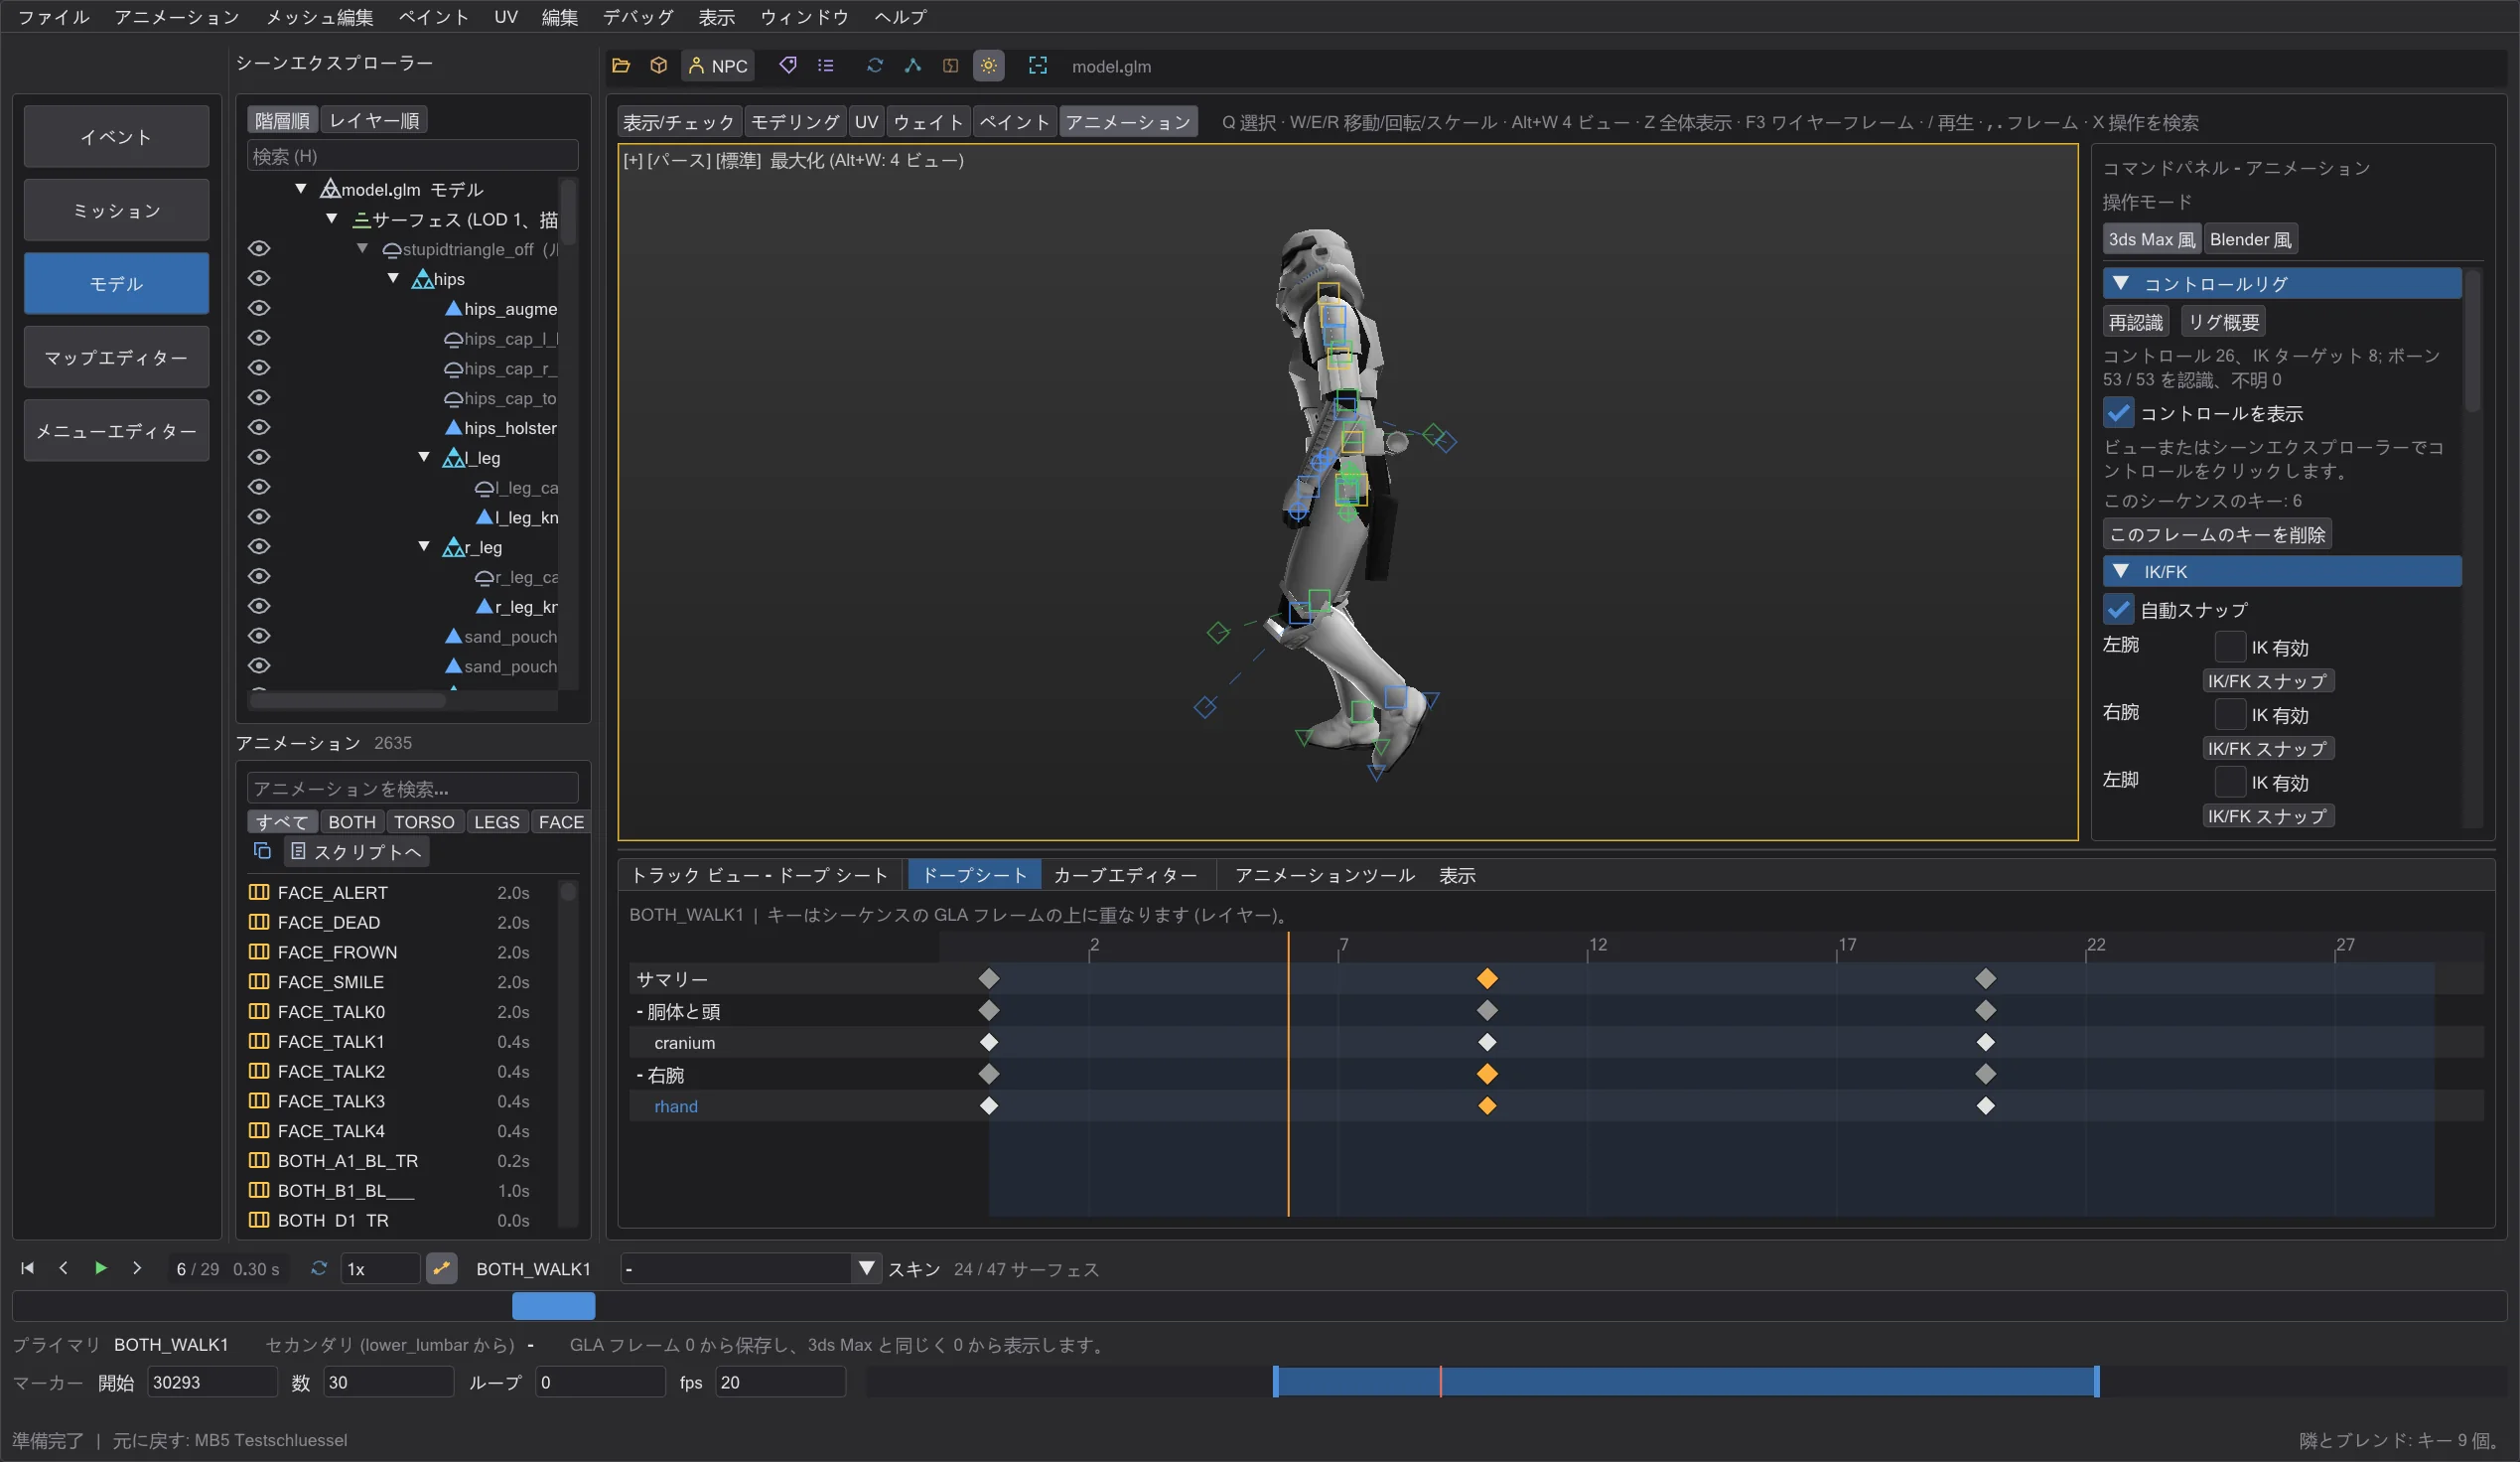 ファイル アニメーション メッシュ編集 ペイント UV 編集 デバッグ 表示 ウィンドウ ヘルプ
イベント
ミッション
モデル
マップエディター
メニューエディター
シーンエクスプローラー
階層順 レイヤー順
検索 (H)
model.glm モデル
サーフェス (LOD 1、描
stupidtriangle_off
hips
hips_augme
hips_cap_l_
hips_cap_r_
hips_cap_to
hips_holster
l_leg
l_leg_ca
l_leg_kn
r_leg
r_leg_ca
r_leg_kn
sand_pouch
sand_pouch
アニメーション 2635
アニメーションを検索...
すべて BOTH TORSO LEGS FACE
スクリプトへ
FACE_ALERT 2.0s
FACE_DEAD 2.0s
FACE_FROWN 2.0s
FACE_SMILE 2.0s
FACE_TALK0 2.0s
FACE_TALK1 0.4s
FACE_TALK2 0.4s
FACE_TALK3 0.4s
FACE_TALK4 0.4s
BOTH_A1_BL_TR 0.2s
BOTH_B1_BL___ 1.0s
BOTH_D1_TR 0.0s
NPC model.glm
表示/チェック モデリング UV ウェイト ペイント アニメーション Q 選択 · W/E/R 移動/回転/スケール · Alt+W 4 ビュー · Z 全体表示 · F3 ワイヤーフレーム · / 再生 · , . フレーム · X 操作を検索
[+] [パース] [標準] 最大化 (Alt+W: 4 ビュー)
コマンドパネル - アニメーション
操作モード
3ds Max 風 Blender 風
コントロールリグ
再認識 リグ概要
コントロール 26、IK ターゲット 8; ボーン
53 / 53 を認識、不明 0
コントロールを表示
ビューまたはシーンエクスプローラーでコ
ントロールをクリックします。
このシーケンスのキー: 6
このフレームのキーを削除
IK/FK
自動スナップ
左腕 IK 有効
IK/FK スナップ
右腕 IK 有効
IK/FK スナップ
左脚 IK 有効
IK/FK スナップ
トラック ビュー - ドープ シート ドープシート カーブエディター アニメーションツール 表示
BOTH_WALK1 | キーはシーケンスの GLA フレームの上に重なります (レイヤー)。
2 7 12 17 22 27
サマリー
- 胴体と頭
cranium
- 右腕
rhand
6 / 29 0.30 s 1x BOTH_WALK1 - スキン 24 / 47 サーフェス
プライマリ BOTH_WALK1 セカンダリ (lower_lumbar から) - GLA フレーム 0 から保存し、3ds Max と同じく 0 から表示します。
マーカー 開始 30293 数 30 ループ 0 fps 20
準備完了 | 元に戻す: MB5 Testschluessel 隣とブレンド: キー 9 個。